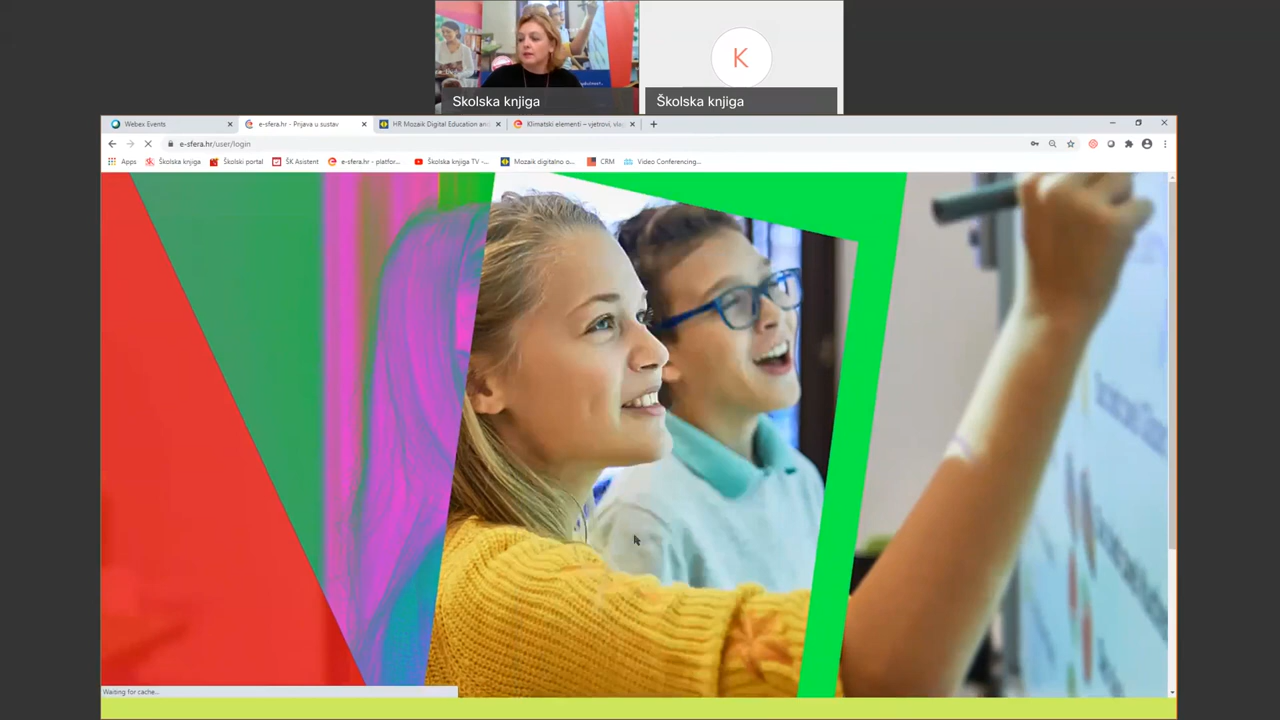 Skolska knjiga
K
Školska knjiga
Webex Events
e-sfera.hr - Prijava u sustav
HR Mozaik Digital Education an
Klimatski elementi – vjetrovi, vla
e-sfera.hr/user/login
Apps
Školska knjiga
Školski portal
ŠK Asistent
e-sfera.hr - platfor...
Školska knjiga TV -...
Mozaik digitalno o...
CRM
Video Conferencing...
Waiting for cache...